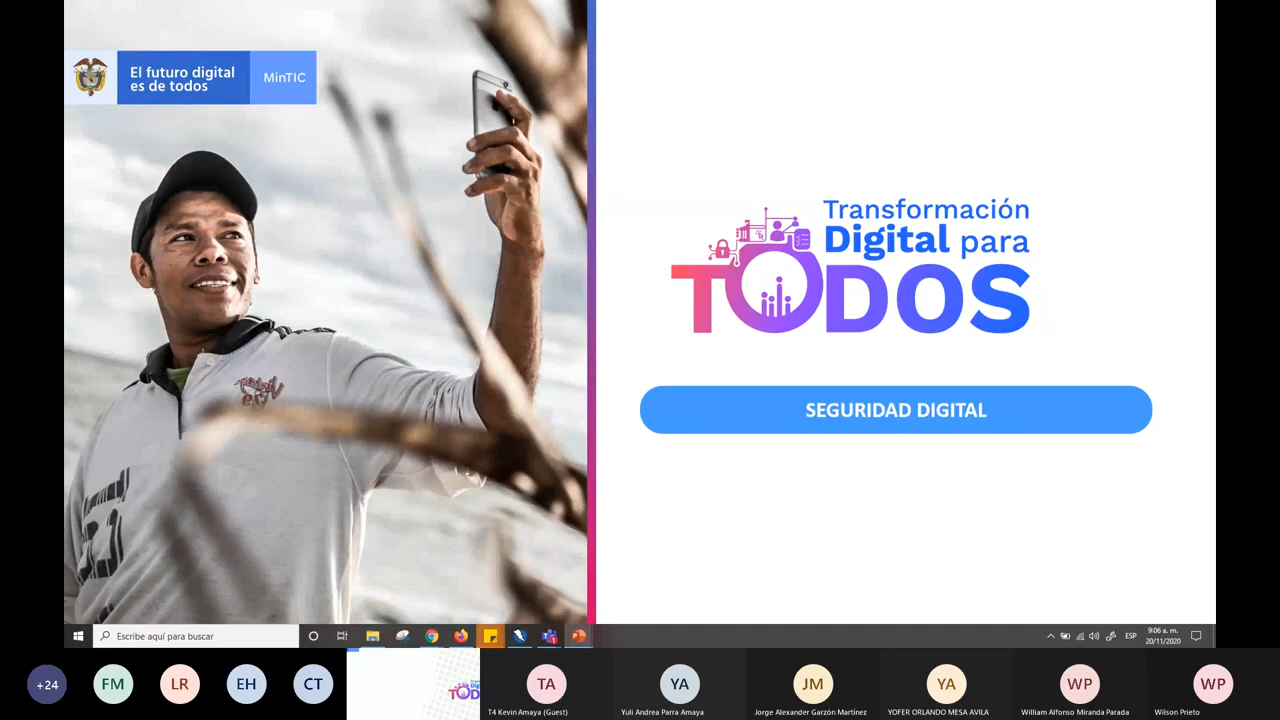 El futuro digital
es de todos
MinTIC
Transformación
Digital para
TODOS
SEGURIDAD DIGITAL
Escribe aquí para buscar
ESP
9:06 a. m.
20/11/2020
+24
FM
LR
EH
CT
TA
YA
JM
YA
WP
WP
T4 Kevin Amaya (Guest)
Yuli Andrea Parra Amaya
Jorge Alexander Garzón Martínez
YOFER ORLANDO MESA AVILA
William Alfonso Miranda Parada
Wilson Prieto